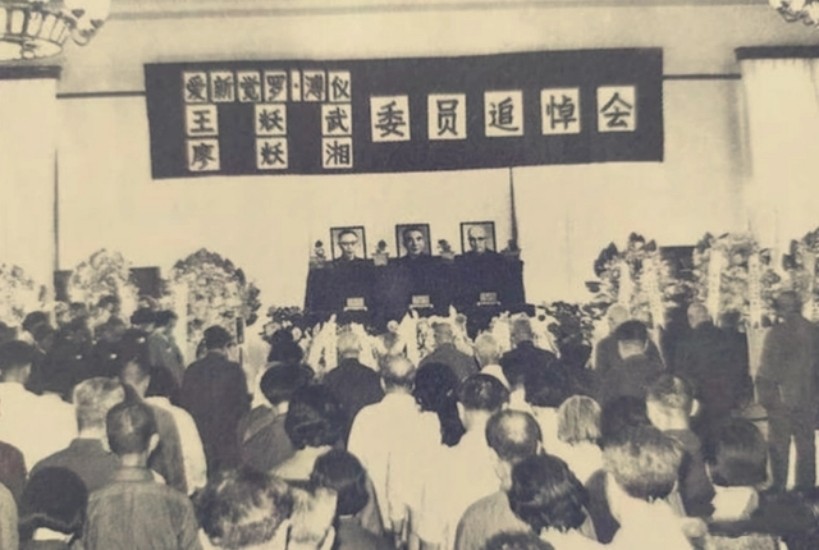 爱新觉罗·溥仪
王妖武
廖妖湘
委员追悼会